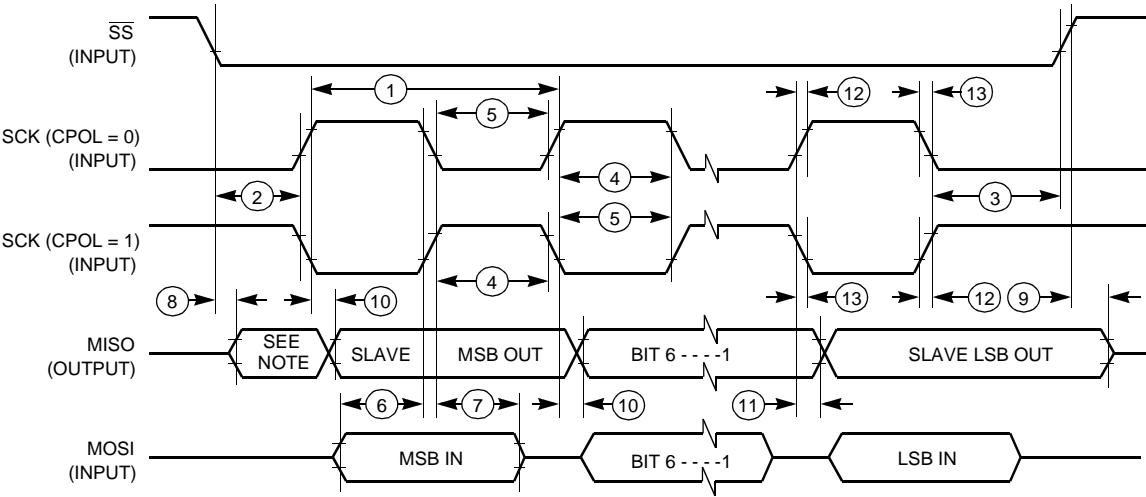 SS
(INPUT)
1
12
13
5
SCK (CPOL = 0)
(INPUT)
4
2
3
5
SCK (CPOL = 1)
(INPUT)
4
8
10
13
12
9
MISO
(OUTPUT)
SEE
NOTE
SLAVE
MSB OUT
BIT 6 - - - -1
SLAVE LSB OUT
6
7
10
11
MOSI
(INPUT)
MSB IN
BIT 6 - - - -1
LSB IN